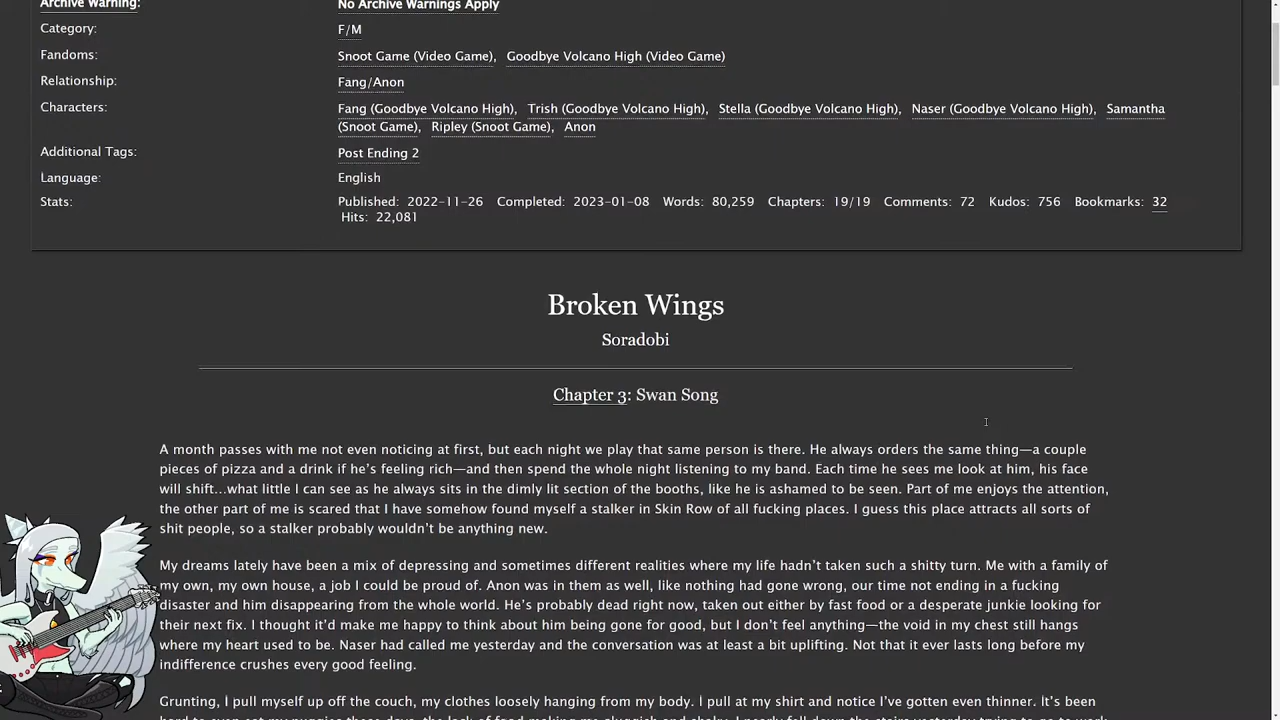 Archive Warning: No Archive Warnings Apply
Category: F/M
Fandoms: Snoot Game (Video Game), Goodbye Volcano High (Video Game)
Relationship: Fang/Anon
Characters: Fang (Goodbye Volcano High), Trish (Goodbye Volcano High), Stella (Goodbye Volcano High), Naser (Goodbye Volcano High), Samantha
(Snoot Game), Ripley (Snoot Game), Anon
Additional Tags: Post Ending 2
Language: English
Stats: Published: 2022-11-26 Completed: 2023-01-08 Words: 80,259 Chapters: 19/19 Comments: 72 Kudos: 756 Bookmarks: 32
Hits: 22,081
Broken Wings
Soradobi
Chapter 3: Swan Song
A month passes with me not even noticing at first, but each night we play that same person is there. He always orders the same thing—a couple
pieces of pizza and a drink if he's feeling rich—and then spend the whole night listening to my band. Each time he sees me look at him, his face
will shift...what little I can see as he always sits in the dimly lit section of the booths, like he is ashamed to be seen. Part of me enjoys the attention,
the other part of me is scared that I have somehow found myself a stalker in Skin Row of all fucking places. I guess this place attracts all sorts of
shit people, so a stalker probably wouldn't be anything new.
My dreams lately have been a mix of depressing and sometimes different realities where my life hadn't taken such a shitty turn. Me with a family of
my own, my own house, a job I could be proud of. Anon was in them as well, like nothing had gone wrong, our time not ending in a fucking
disaster and him disappearing from the whole world. He's probably dead right now, taken out either by fast food or a desperate junkie looking for
their next fix. I thought it'd make me happy to think about him being gone for good, but I don't feel anything—the void in my chest still hangs
where my heart used to be. Naser had called me yesterday and the conversation was at least a bit uplifting. Not that it ever lasts long before my
indifference crushes every good feeling.
Grunting, I pull myself up off the couch, my clothes loosely hanging from my body. I pull at my shirt and notice I've gotten even thinner. It's been